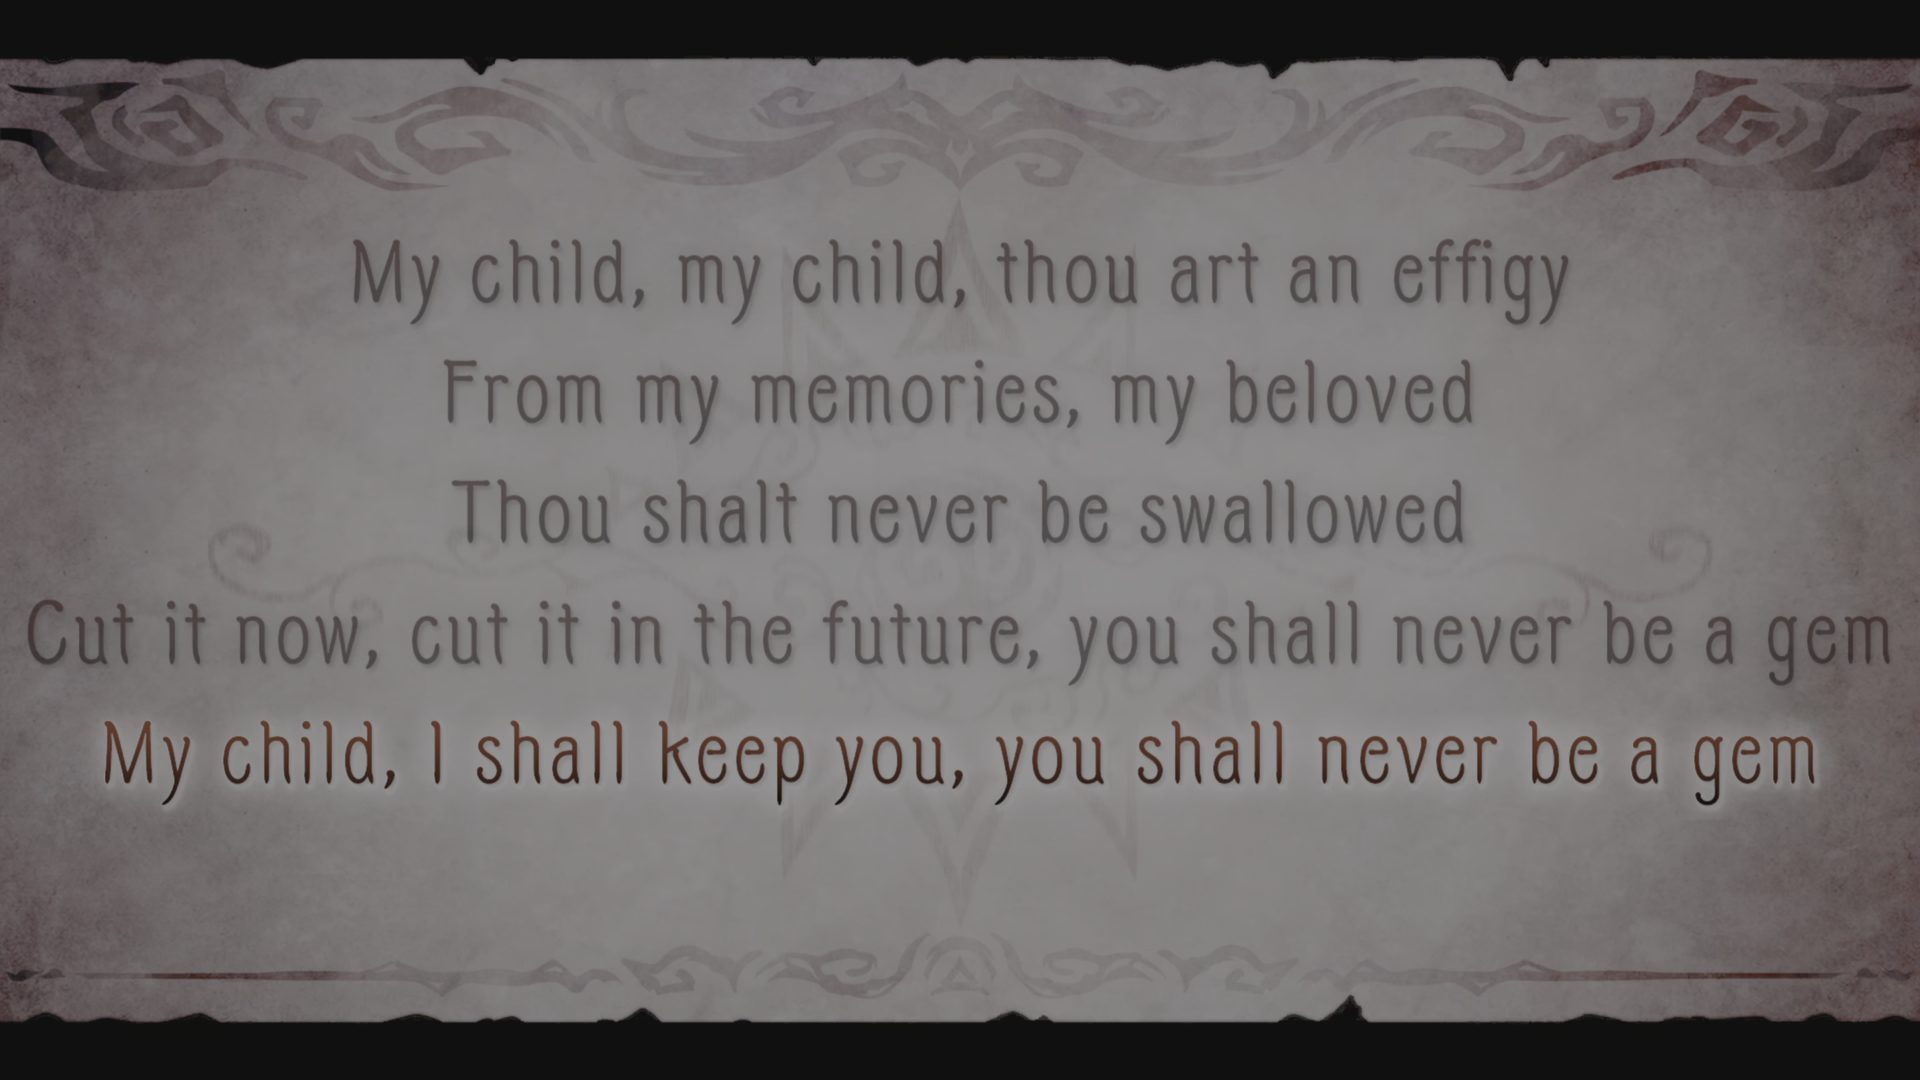 My child, my child, thou art an effigy
From my memories, my beloved
Thou shalt never be swallowed
Cut it now, cut it in the future, you shall never be a gem
My child, I shall keep you, you shall never be a gem